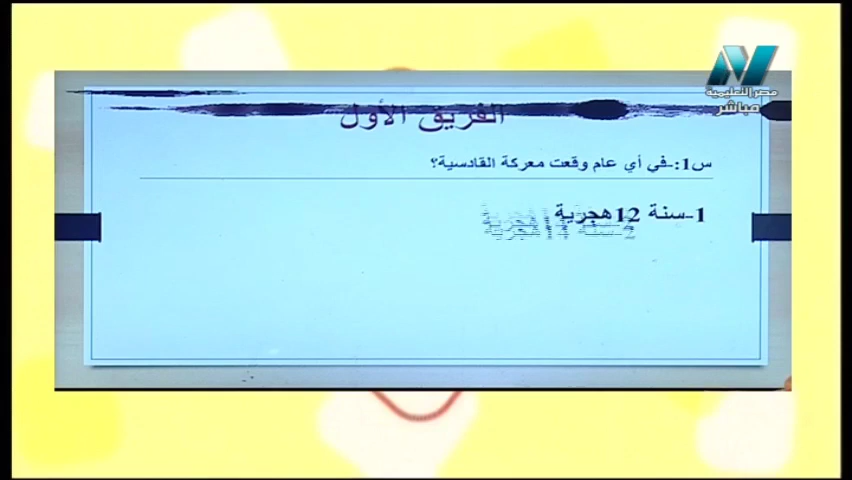 مصر التعليمية
مباشر
الفريق الأول
س1:-في أي عام وقعت معركة القادسية؟
1-سنة 12هجرية